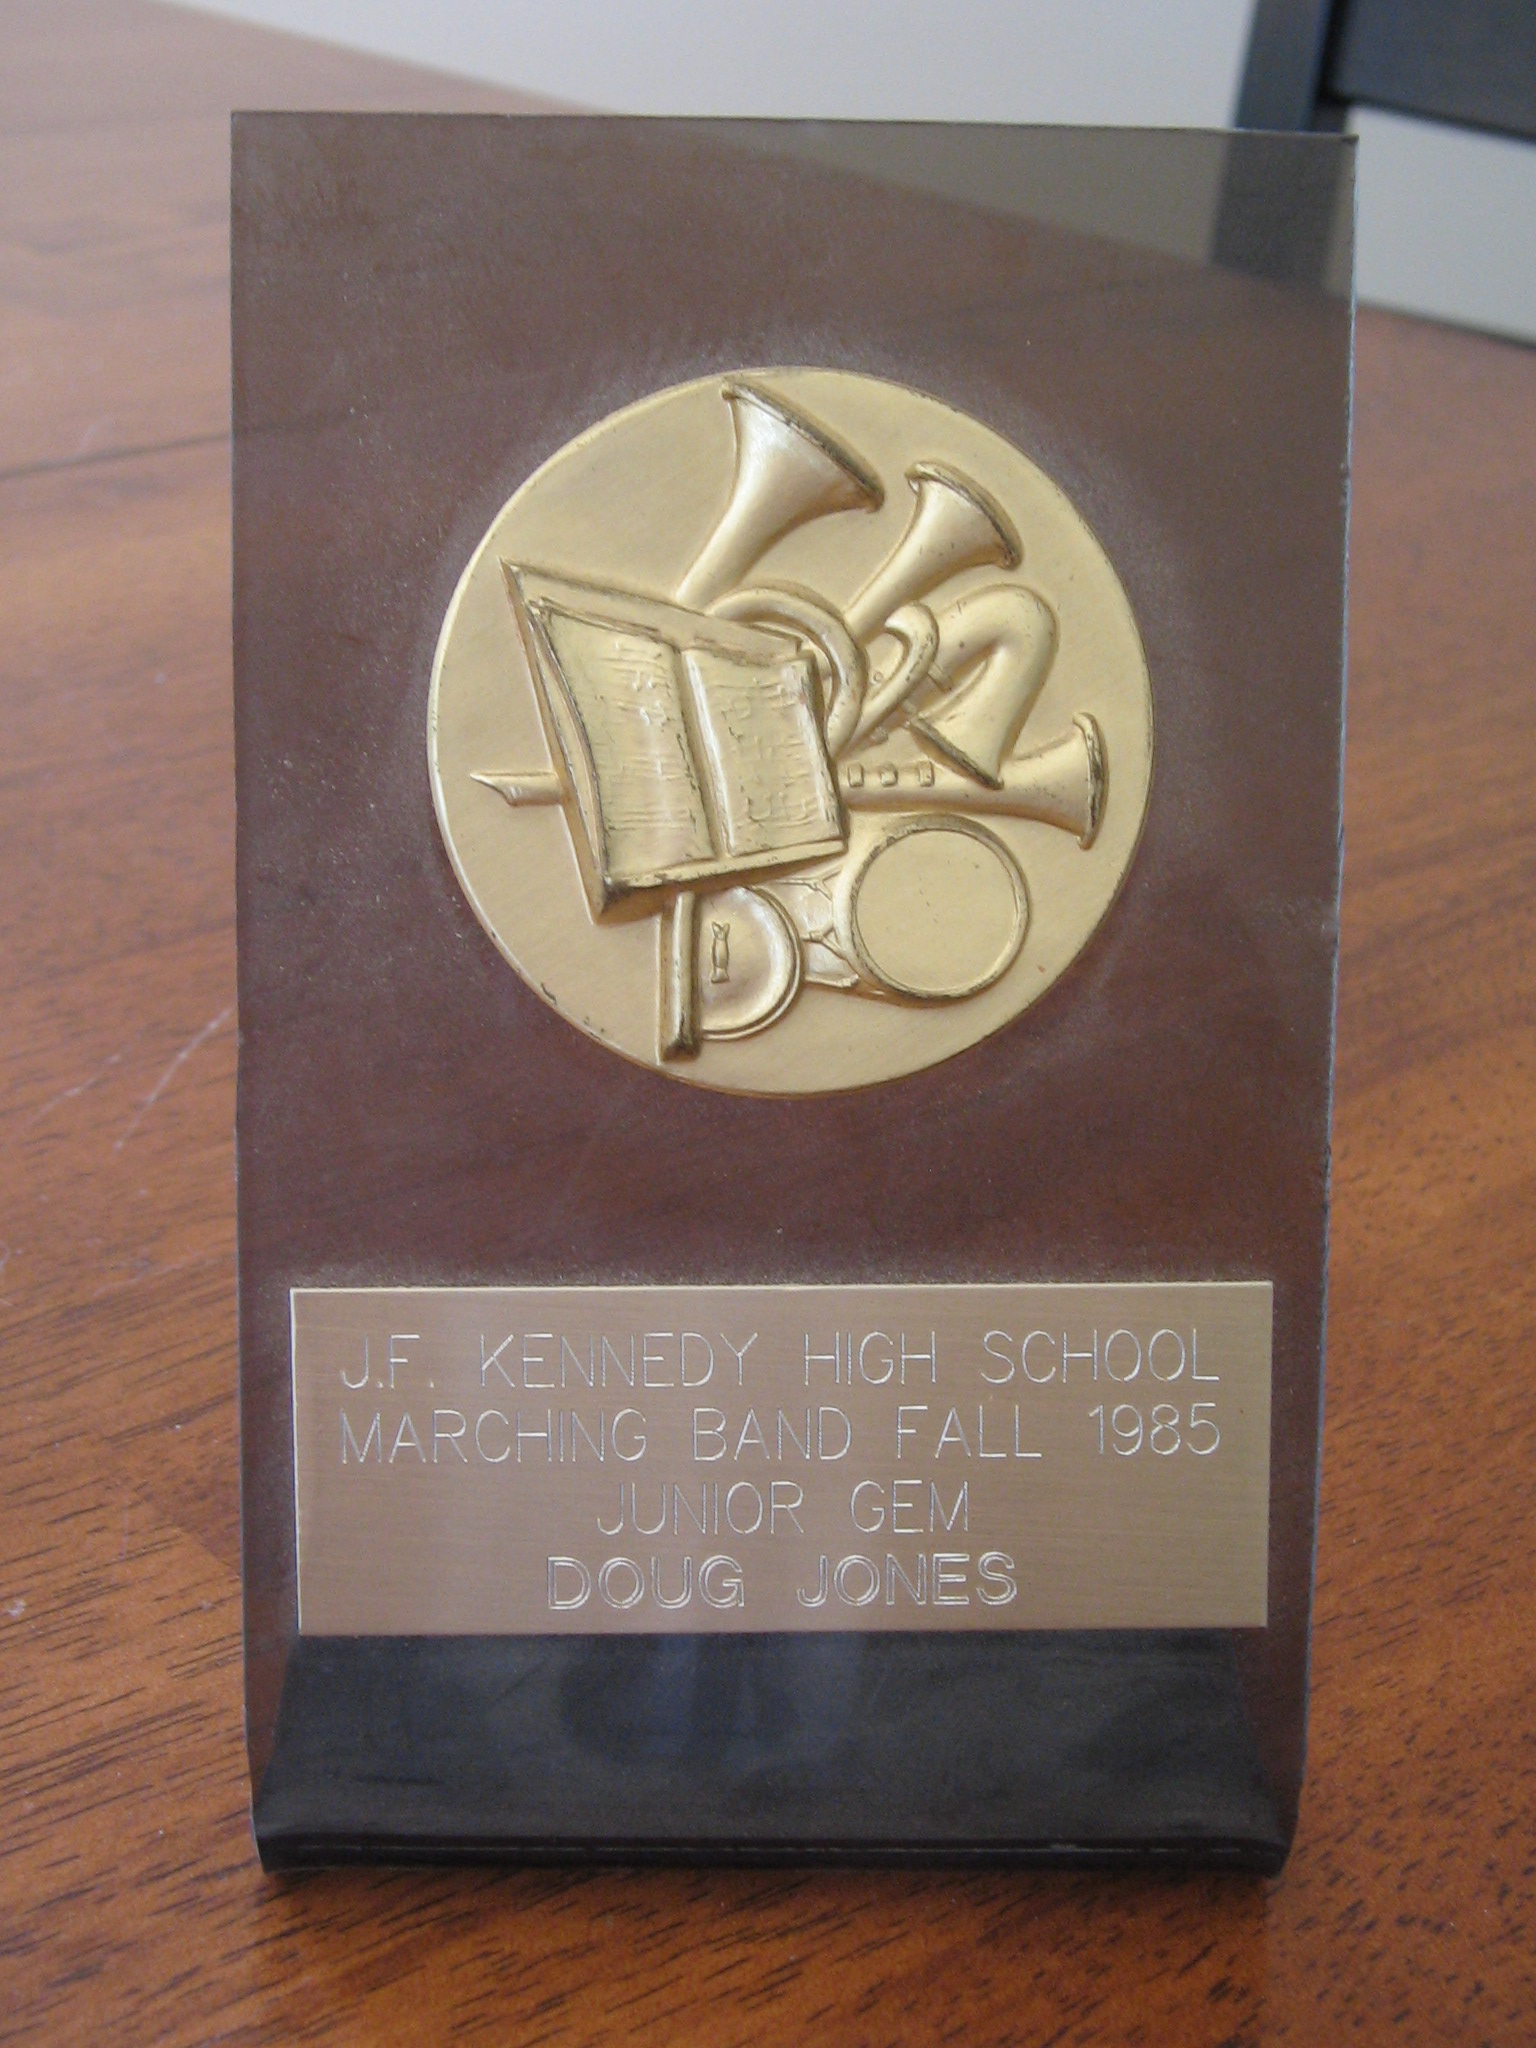 J.F. KENNEDY HIGH SCHOOL
MARCHING BAND FALL 1985
JUNIOR GEM
DOUG JONES